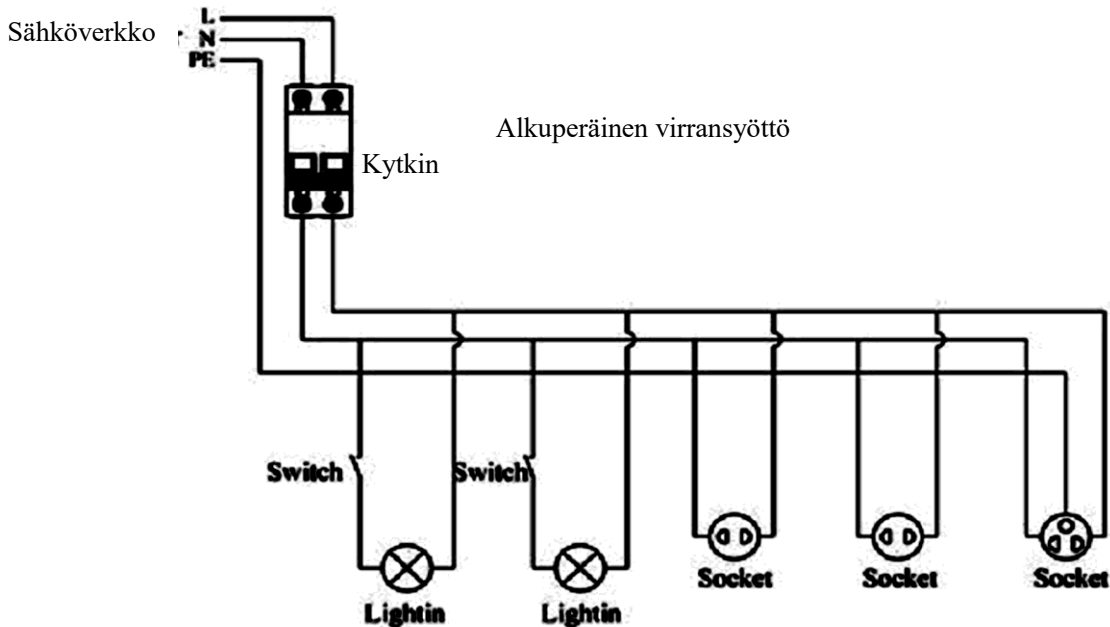 L
Sähköverkko
N
PE
Alkuperäinen virransyöttö
Kytkin
Switch
Switch
Socket
Socket
Socket
Lightin
Lightin